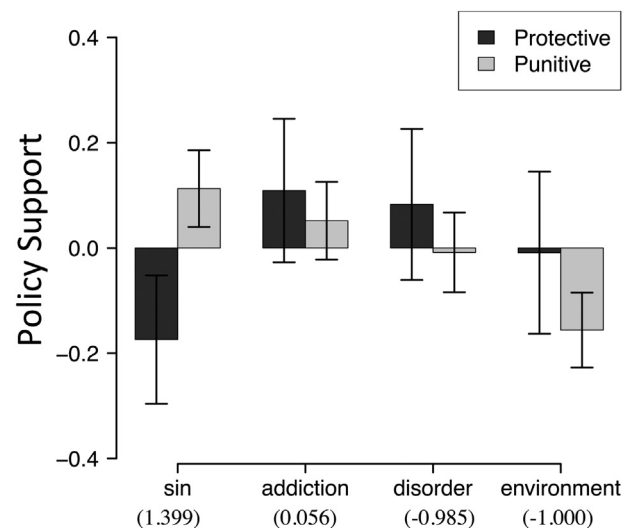 Protective
Punitive
Policy Support
0.4
0.2
0.0
−0.2
−0.4
sin addiction disorder environment
(1.399) (0.056) (-0.985) (-1.000)